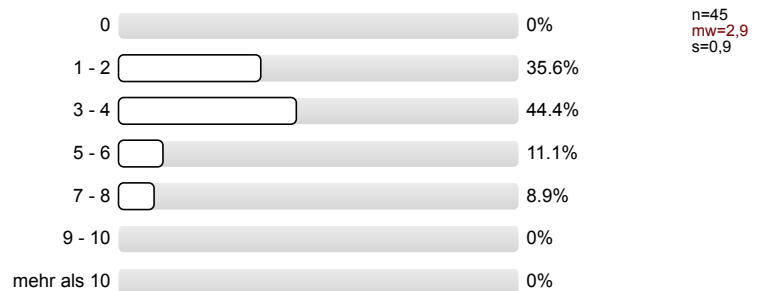 0 0%
1 - 2 35.6%
3 - 4 44.4%
5 - 6 11.1%
7 - 8 8.9%
9 - 10 0%
mehr als 10 0%
n=45
mw=2,9
s=0,9